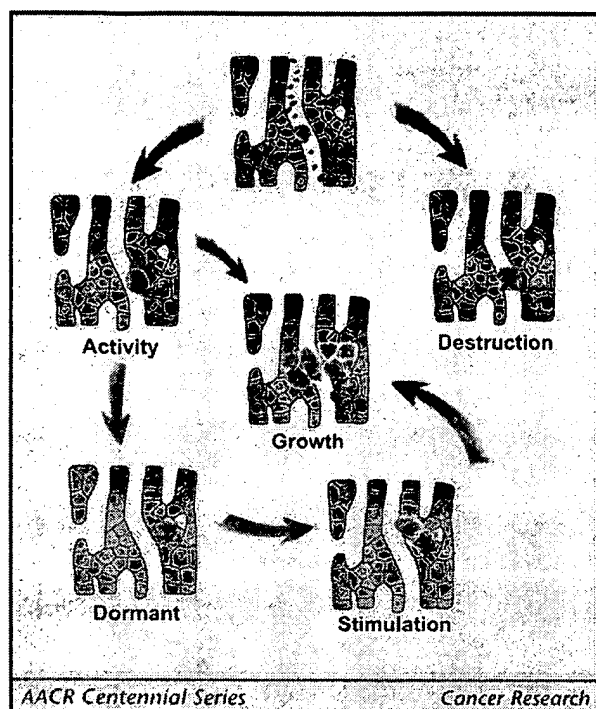 Activity
Destruction
Growth
Dormant
Stimulation
AACR Centennial Series Cancer Research